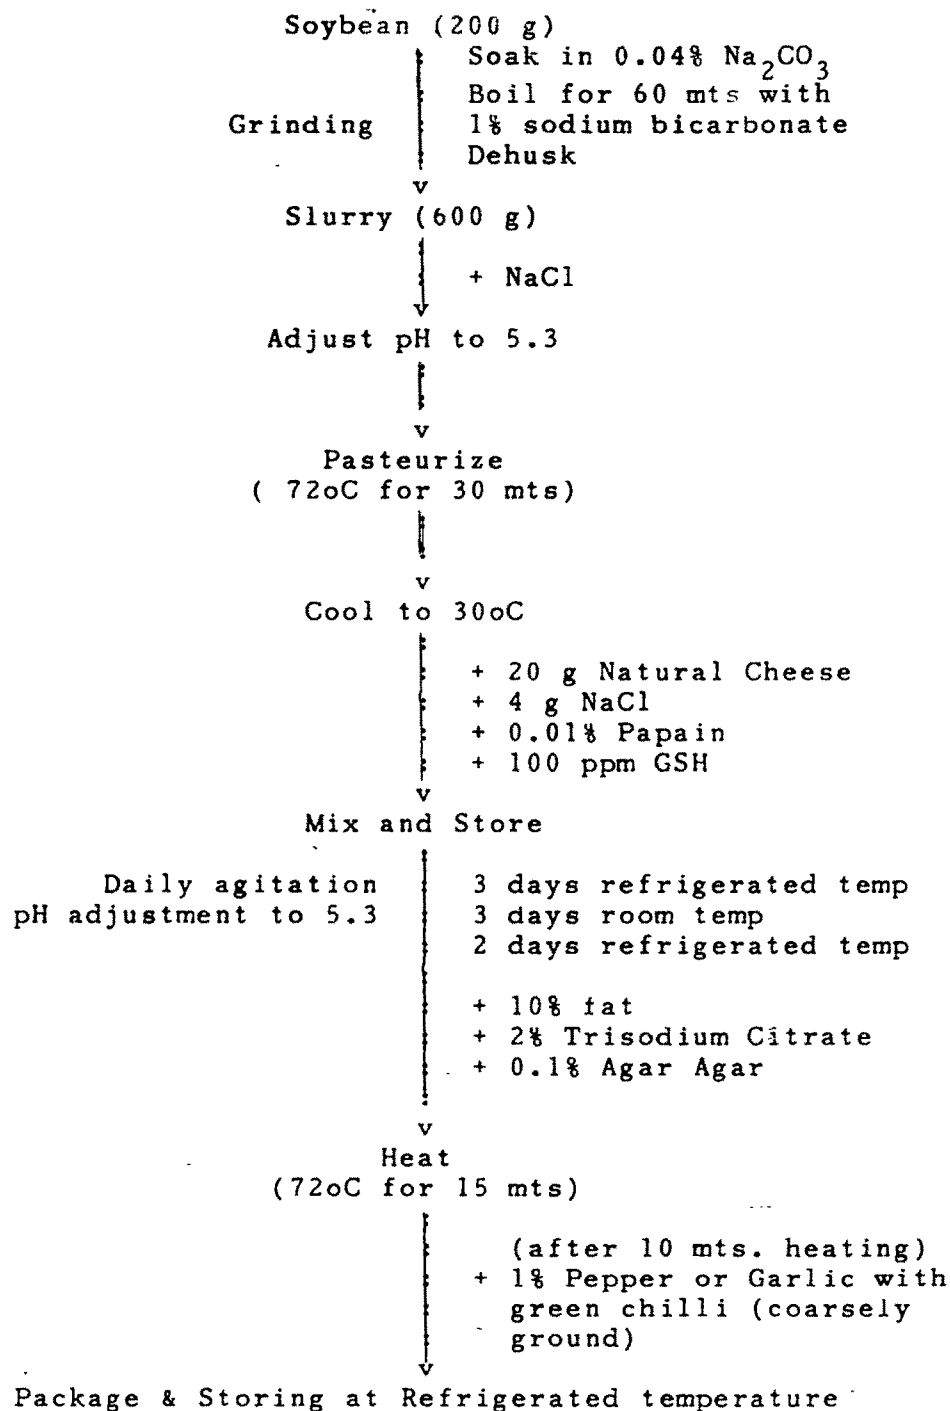 Soybean (200 g)
Soak in 0.04% Na2CO3
Boil for 60 mts with
Grinding 1% sodium bicarbonate
Dehusk
Slurry (600 g)
+ NaCl
Adjust pH to 5.3
Pasteurize
( 72oC for 30 mts)
Cool to 30oC
+ 20 g Natural Cheese
+ 4 g NaCl
+ 0.01% Papain
+ 100 ppm GSH
Mix and Store
Daily agitation 3 days refrigerated temp
pH adjustment to 5.3 3 days room temp
2 days refrigerated temp
+ 10% fat
+ 2% Trisodium Citrate
+ 0.1% Agar Agar
Heat
(72oC for 15 mts)
(after 10 mts. heating)
+ 1% Pepper or Garlic with
green chilli (coarsely
ground)
Package & Storing at Refrigerated temperature